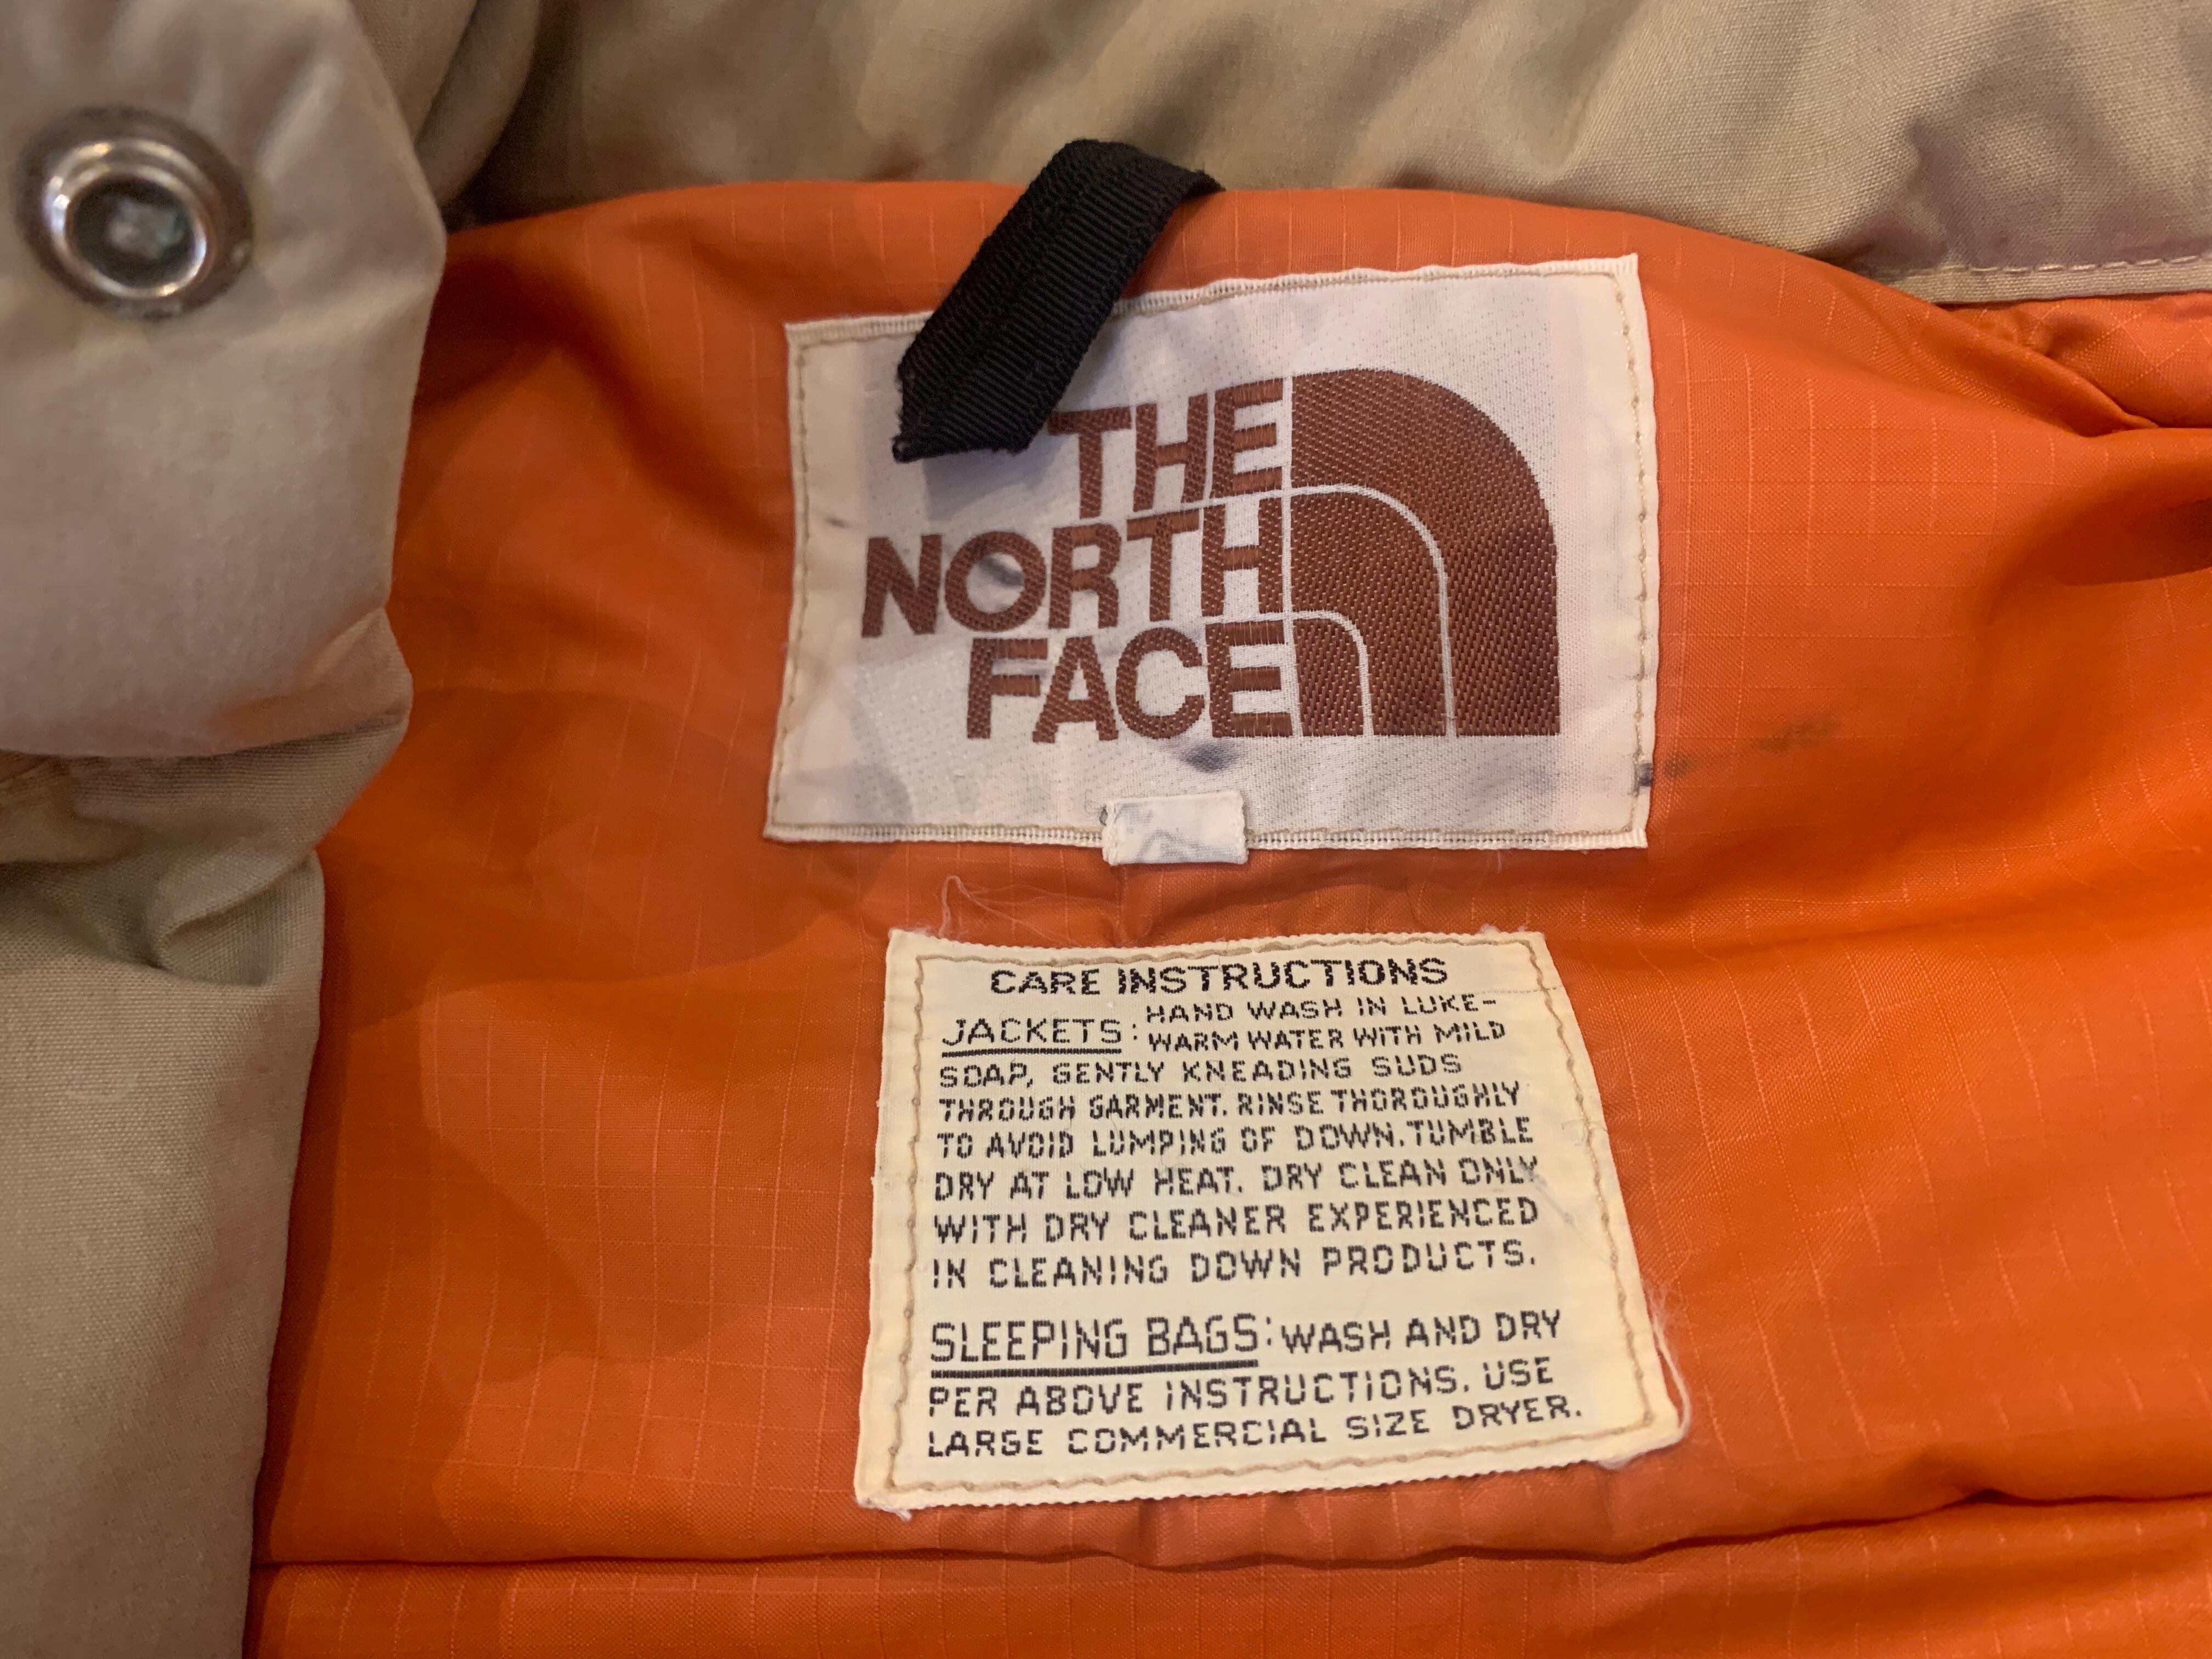 THE
NORTH
FACE
CARE INSTRUCTIONS
JACKETS: HAND WASH IN LUKE-
WARM WATER WITH MILD
SOAP, GENTLY KNEADING SUDS
THROUGH GARMENT. RINSE THOROUGHLY
TO AVOID LUMPING OF DOWN. TUMBLE
DRY AT LOW HEAT. DRY CLEAN ONLY
WITH DRY CLEANER EXPERIENCED
IN CLEANING DOWN PRODUCTS.
SLEEPING BAGS: WASH AND DRY
PER ABOVE INSTRUCTIONS. USE
LARGE COMMERCIAL SIZE DRYER.